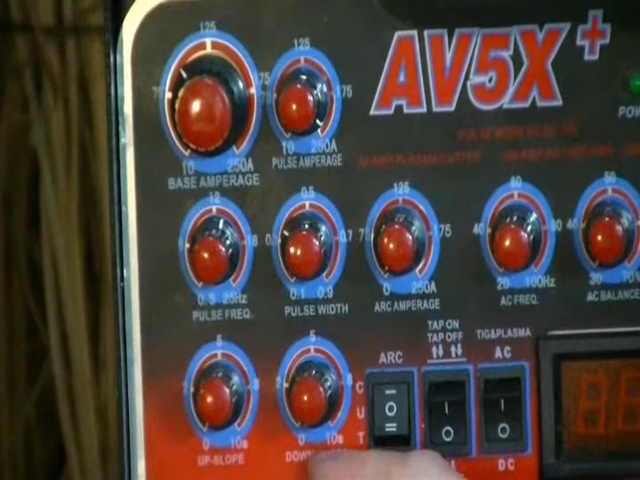 AV5X+
125
75
10 250A
BASE AMPERAGE
125
175
10 250A
PULSE AMPERAGE
12
0.5 25Hz
PULSE FREQ.
0.5
0.7
0.1 0.9
PULSE WIDTH
125
75
175
0 250A
ARC AMPERAGE
60
40
80
20 100Hz
AC FREQ.
50
40
30 70%
AC BALANCE
5
0 10s
UP-SLOPE
5
0 10s
ARC
CUT
TAP ON
TAP OFF
TIG&PLASMA
AC
DC